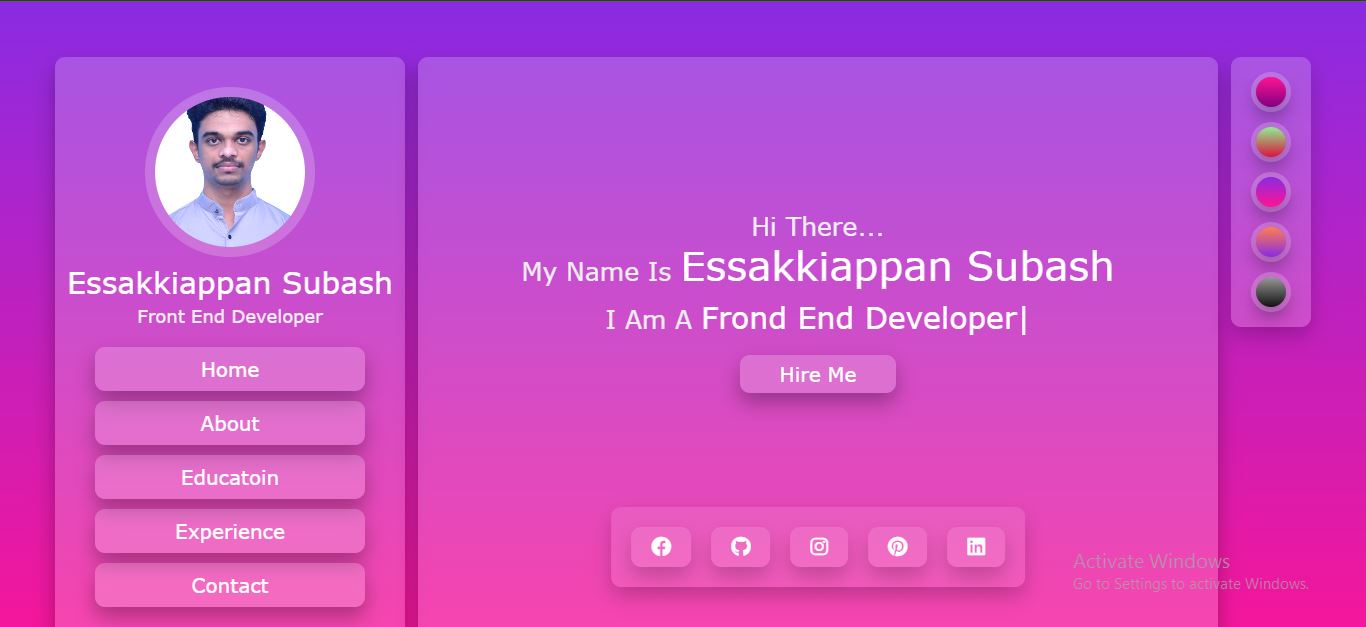 Essakkiappan Subash
Front End Developer
Home
About
Educatoin
Experience
Contact
Hi There...
My Name Is Essakkiappan Subash
I Am A Frond End Developer|
Hire Me
Activate Windows
Go to Settings to activate Windows.